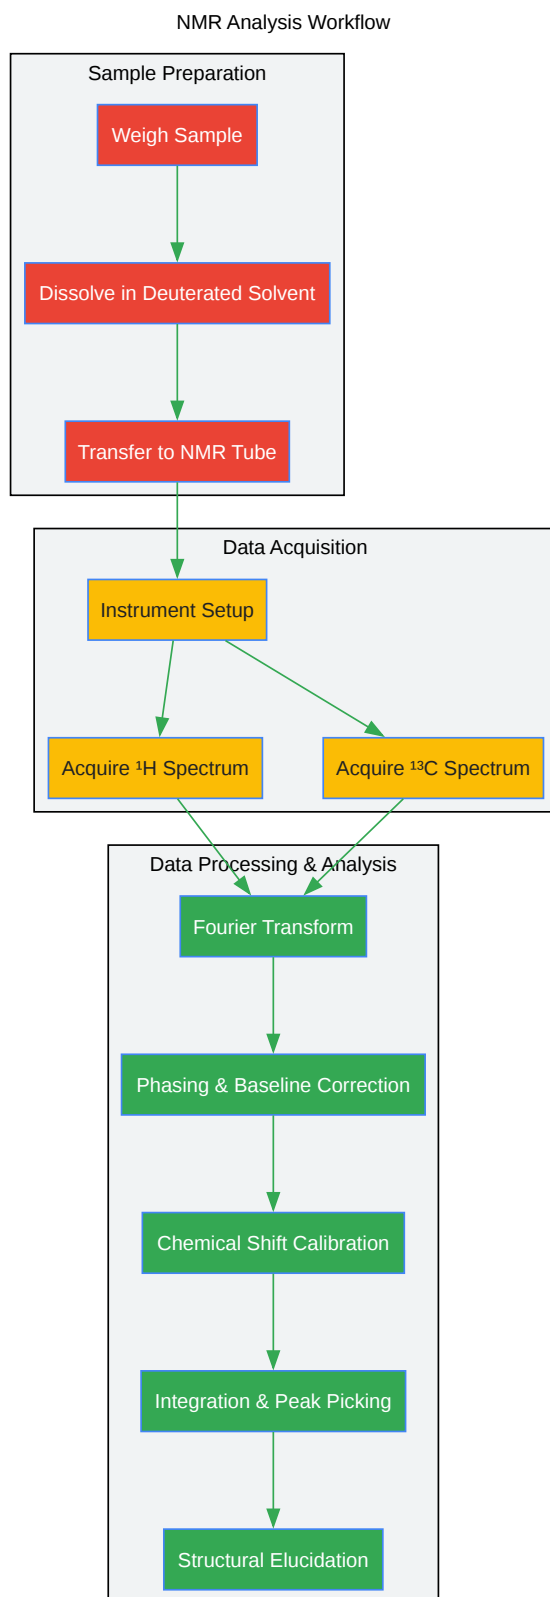 NMR Analysis Workflow
Sample Preparation
Weigh Sample
Dissolve in Deuterated Solvent
Transfer to NMR Tube
Data Acquisition
Instrument Setup
Acquire ¹H Spectrum
Acquire ¹³C Spectrum
Data Processing & Analysis
Fourier Transform
Phasing & Baseline Correction
Chemical Shift Calibration
Integration & Peak Picking
Structural Elucidation